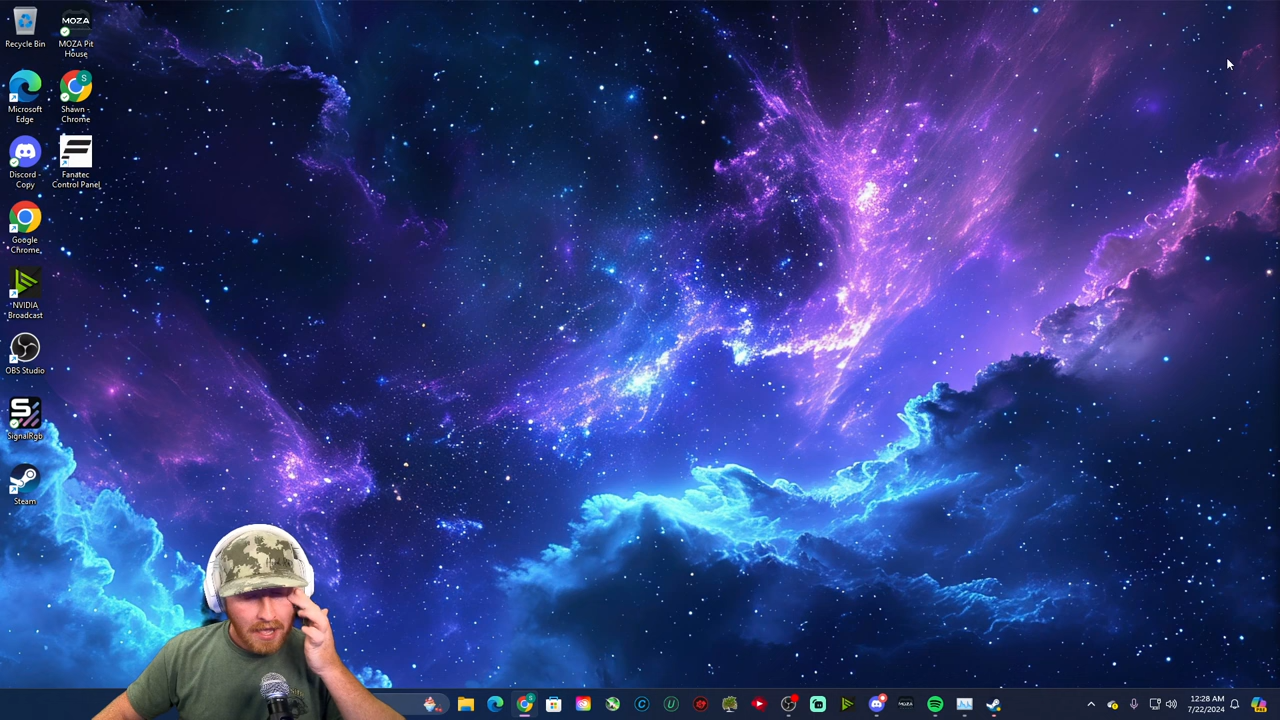 Recycle Bin
MOZA
MOZA Pit
House
Microsoft
Edge
S
Shawn -
Chrome
Discord -
Copy
Fanatec
Control Panel
Google
Chrome
NVIDIA
Broadcast
OBS Studio
SignalRgb
Steam
MOZA
12:28 AM
7/22/2024